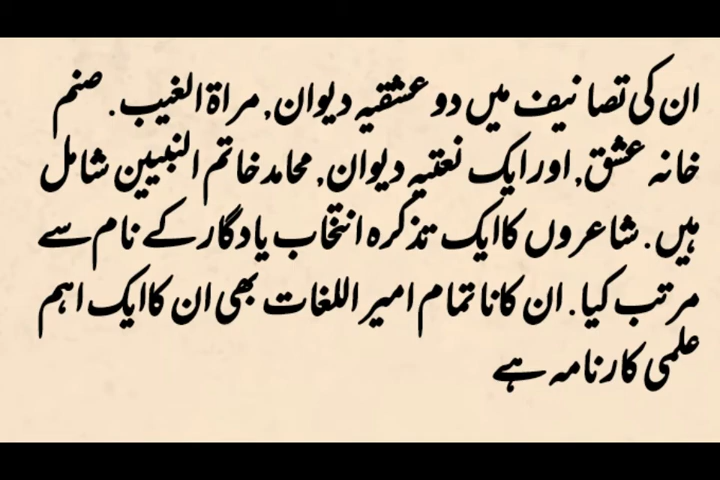 ان کی تصا نیف میں دو عشقیہ دیوان, مراۃ الغیب. صنم
خانہ عشق, اور ایک نعتیہ دیوان, محامد خاتم النبیین شامل
ہیں. شاعروں کا ایک تذکرہ انتخاب یادگار کے نام سے
مرتب کیا. ان کا نا تمام امیر اللغات بھی ان کا ایک اہم
علمی کارنامہ ہے